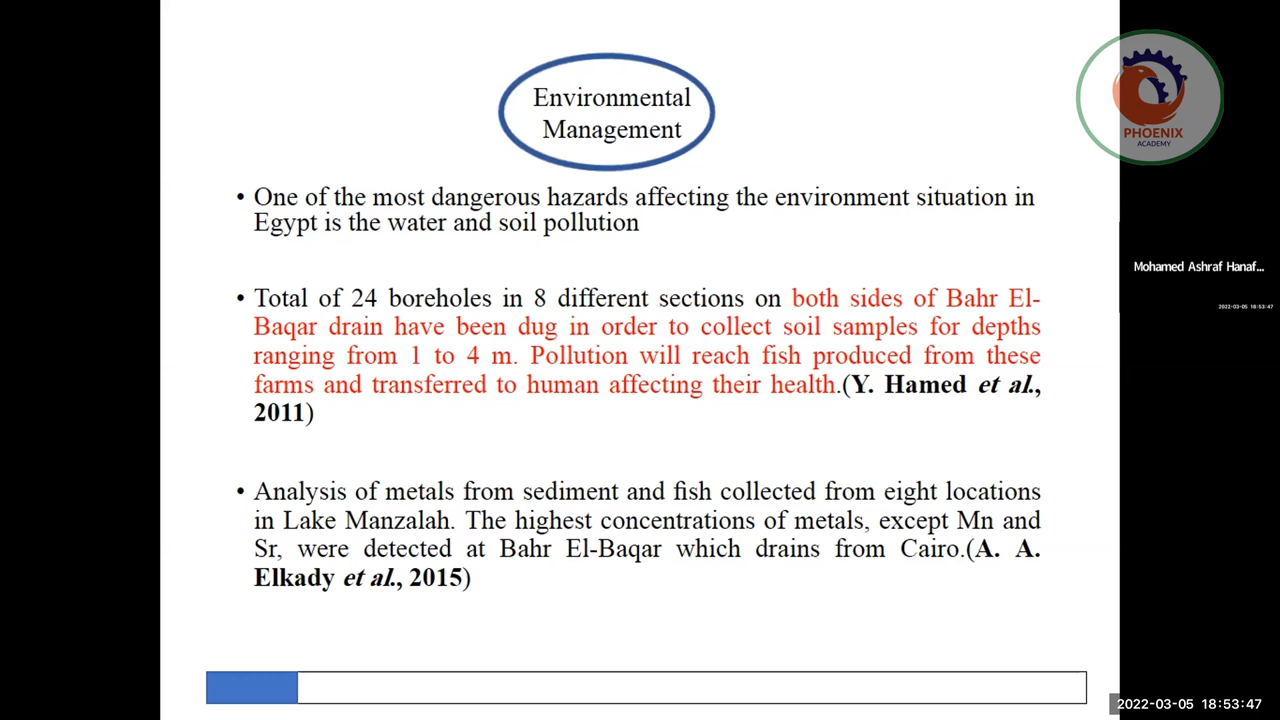 Environmental
Management
PHOENIX
ACADEMY
• One of the most dangerous hazards affecting the environment situation in
Egypt is the water and soil pollution
• Total of 24 boreholes in 8 different sections on both sides of Bahr El-
Baqar drain have been dug in order to collect soil samples for depths
ranging from 1 to 4 m. Pollution will reach fish produced from these
farms and transferred to human affecting their health.(Y. Hamed et al.,
2011)
• Analysis of metals from sediment and fish collected from eight locations
in Lake Manzalah. The highest concentrations of metals, except Mn and
Sr, were detected at Bahr El-Baqar which drains from Cairo.(A. A.
Elkady et al., 2015)
Mohamed Ashraf Hanaf...
2022-03-05 18:53:47
2022-03-05 18:53:47